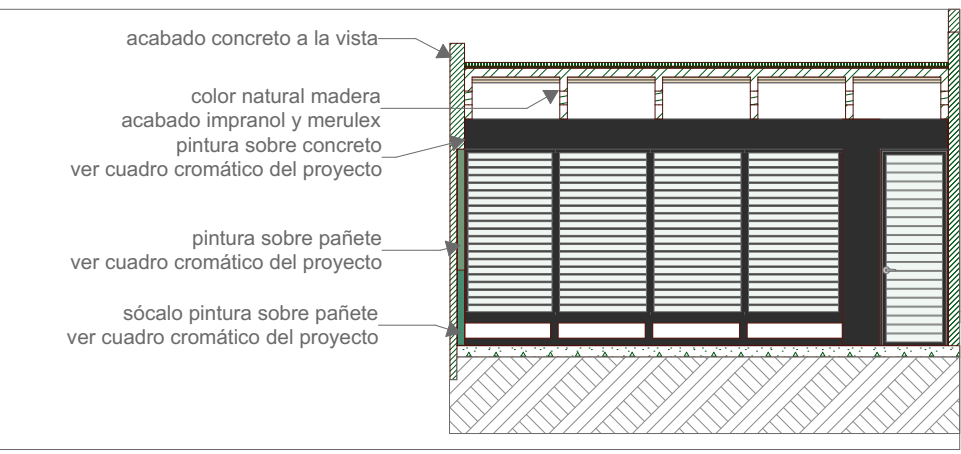 acabado concreto a la vista
color natural madera
acabado impranol y merulex
pintura sobre concreto
ver cuadro cromático del proyecto
pintura sobre pañete
ver cuadro cromático del proyecto
sócalo pintura sobre pañete
ver cuadro cromático del proyecto